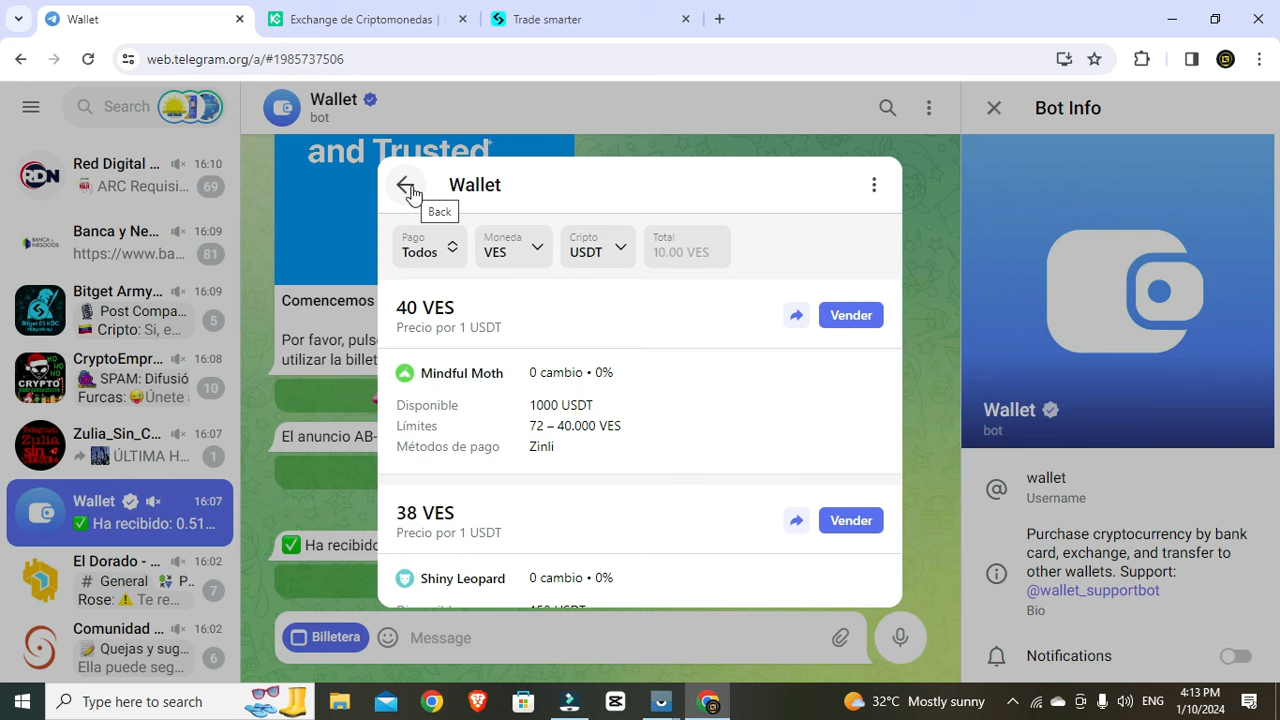 Wallet
Exchange de Criptomonedas |
Trade smarter
web.telegram.org/a/#1985737506
Search
Red Digital ...
16:10
ARC Requisi...
69
Banca y Ne...
16:09
https://www.ba...
81
Bitget Army...
16:09
Post Compa...
Cripto: Si, e...
5
CryptoEmpr...
16:08
SPAM: Difusió
Furcas: 😜Únete
10
Zulia_Sin_C...
16:07
ÚLTIMA H...
1
Wallet
16:07
✅ Ha recibido: 0.51...
El Dorado - ...
16:02
# General
P...
Rose: ⚠️ Te re...
7
Comunidad ...
16:02
Quejas y sug...
Ella puede seg...
6
Wallet
bot
and Trusted
Comencemos
Por favor, puls
utilizar la billet
El anuncio AB-
✅ Ha recibido
Billetera
Message
Wallet
Back
Pago
Todos
Moneda
VES
Cripto
USDT
Total
10.00 VES
40 VES
Precio por 1 USDT
Vender
Mindful Moth
0 cambio • 0%
Disponible
1000 USDT
Límites
72 – 40.000 VES
Métodos de pago
Zinli
38 VES
Precio por 1 USDT
Vender
Shiny Leopard
0 cambio • 0%
Bot Info
Wallet
bot
wallet
Username
Purchase cryptocurrency by bank
card, exchange, and transfer to
other wallets. Support:
@wallet_supportbot
Bio
Notifications
Type here to search
32°C Mostly sunny
ENG
4:13 PM
1/10/2024